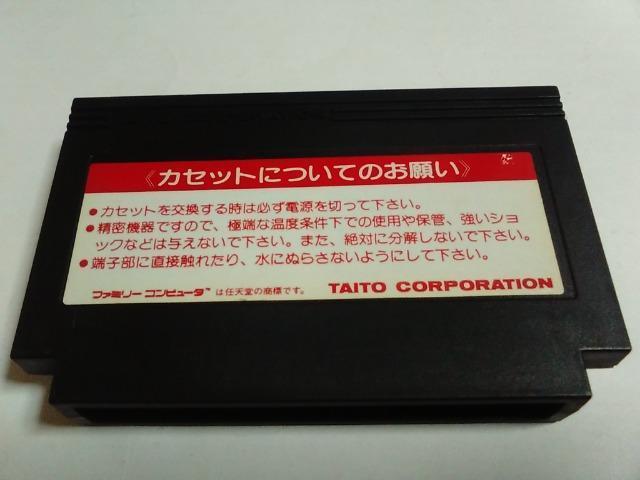 《カセットについてのお願い》
●カセットを交換する時は必ず電源を切って下さい。
●精密機器ですので、極端な温度条件下での使用や保管、強いショ
ックなどは与えないで下さい。また、絶対に分解しないで下さい。
●端子部に直接触れたり、水にぬらさないようにして下さい。
ファミリーコンピュータ™は任天堂の商標です。 TAITO CORPORATION